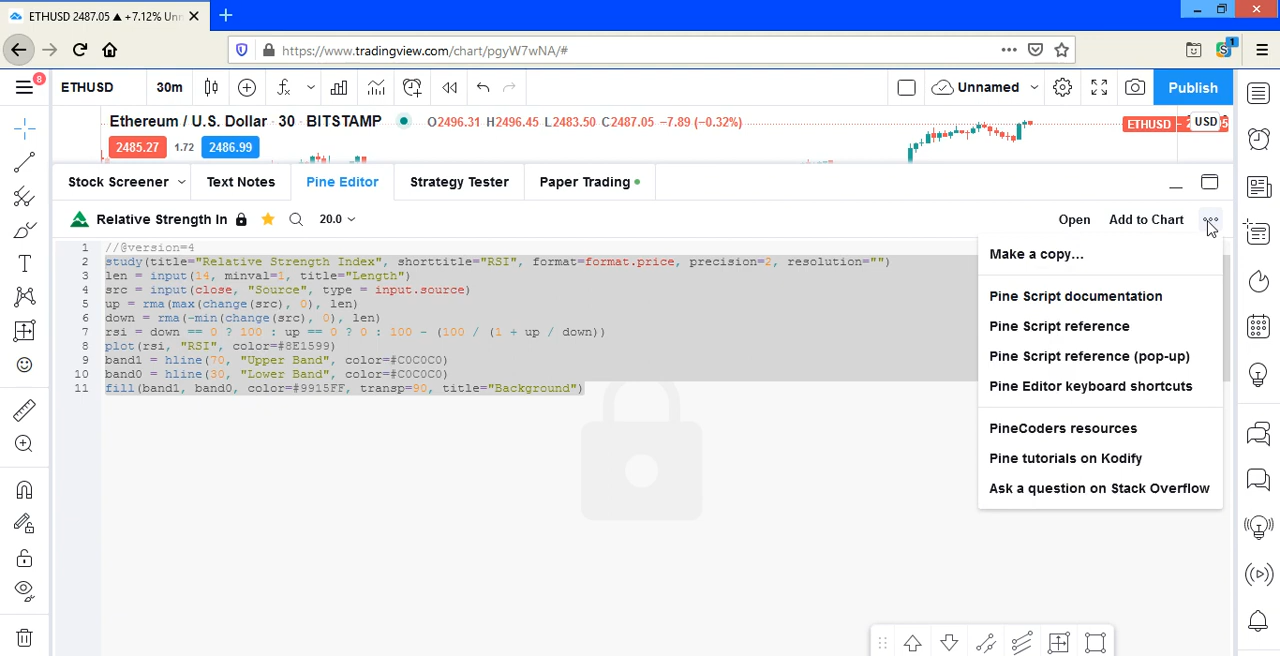 ETHUSD 2487.05 ▲ +7.12% Unn
https://www.tradingview.com/chart/pgyW7wNA/#
1
8
ETHUSD
30m
Unnamed
Publish
Ethereum / U.S. Dollar · 30 · BITSTAMP
O2496.31 H2496.45 L2483.50 C2487.05 −7.89 (−0.32%)
2485.27
1.72
2486.99
ETHUSD
USD
Stock Screener
Text Notes
Pine Editor
Strategy Tester
Paper Trading
Relative Strength In
20.0
Open
Add to Chart
1 //@version=4
2 study(title="Relative Strength Index", shorttitle="RSI", format=format.price, precision=2, resolution="")
3 len = input(14, minval=1, title="Length")
4 src = input(close, "Source", type = input.source)
5 up = rma(max(change(src), 0), len)
6 down = rma(-min(change(src), 0), len)
7 rsi = down == 0 ? 100 : up == 0 ? 0 : 100 - (100 / (1 + up / down))
8 plot(rsi, "RSI", color=#8E1599)
9 band1 = hline(70, "Upper Band", color=#C0C0C0)
10 band0 = hline(30, "Lower Band", color=#C0C0C0)
11 fill(band1, band0, color=#9915FF, transp=90, title="Background")
Make a copy...
Pine Script documentation
Pine Script reference
Pine Script reference (pop-up)
Pine Editor keyboard shortcuts
PineCoders resources
Pine tutorials on Kodify
Ask a question on Stack Overflow